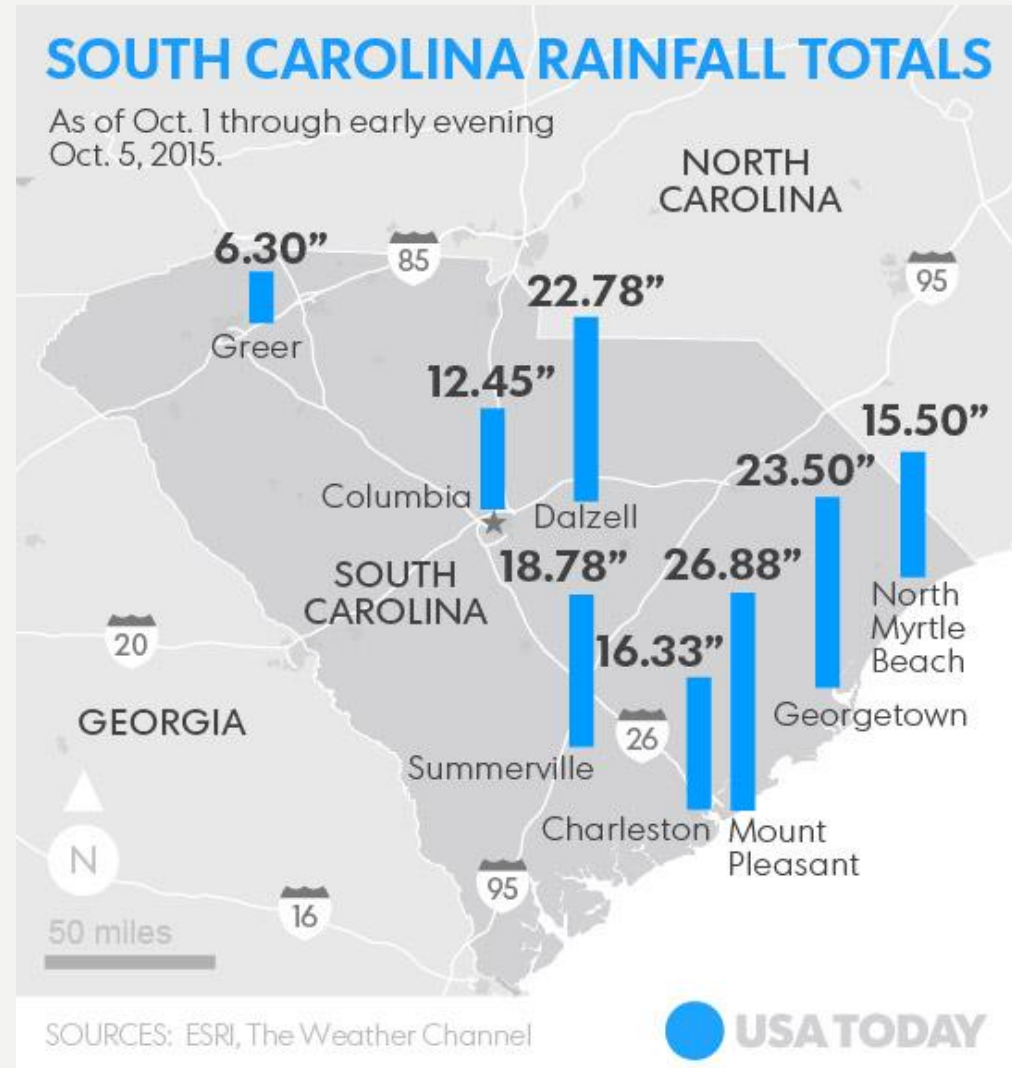 SOUTH CAROLINA RAINFALL TOTALS
As of Oct. 1 through early evening
Oct. 5, 2015.
NORTH
CAROLINA
6.30”
85
95
Greer
22.78”
12.45”
15.50”
23.50”
Columbia
Dalzell
SOUTH
CAROLINA
18.78”
26.88”
North
Myrtle
Beach
20
16.33”
GEORGIA
Georgetown
26
Summerville
Charleston
Mount
Pleasant
N
95
16
50 miles
SOURCES: ESRI, The Weather Channel
USA TODAY